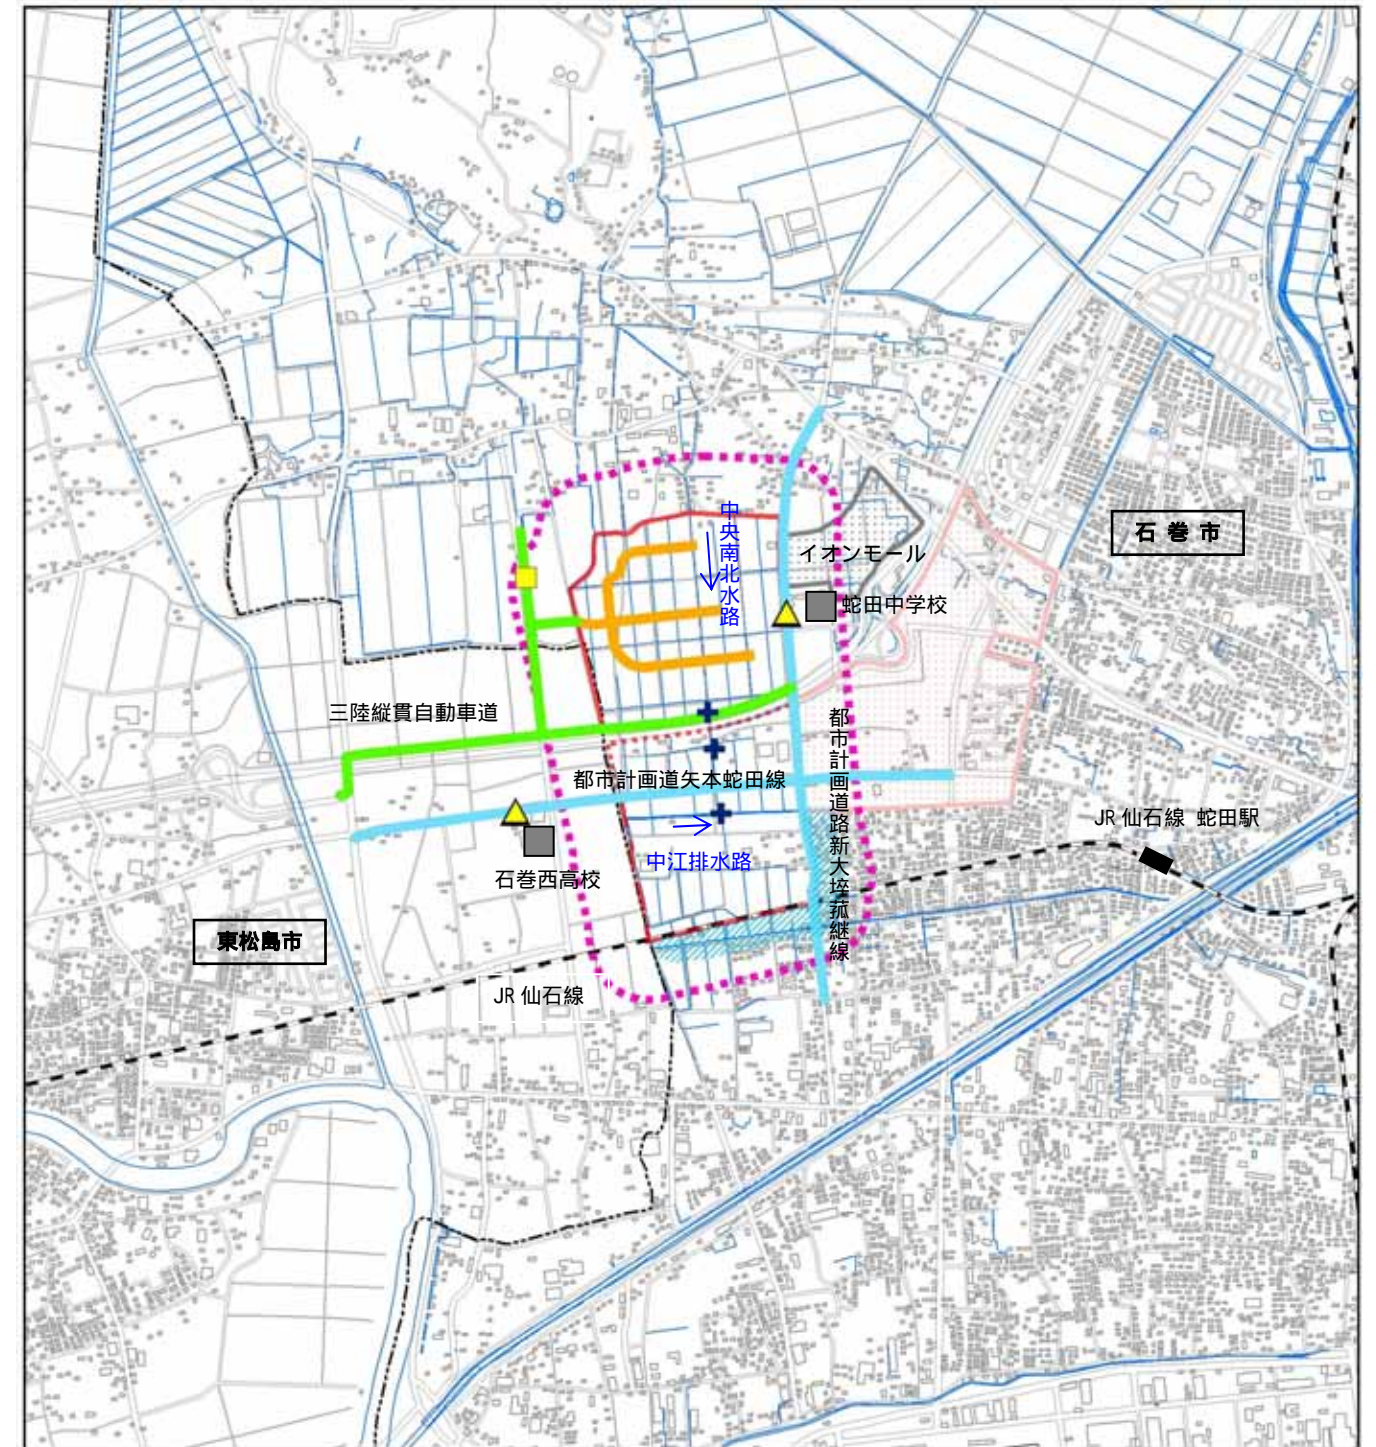 中央南北水路
石 巻 市
イオンモール
蛇田中学校
三陸縦貫自動車道
都市計画道路新大埣菰継線
都市計画道矢本蛇田線
JR 仙石線 蛇田駅
中江排水路
石巻西高校
東松島市
JR 仙石線